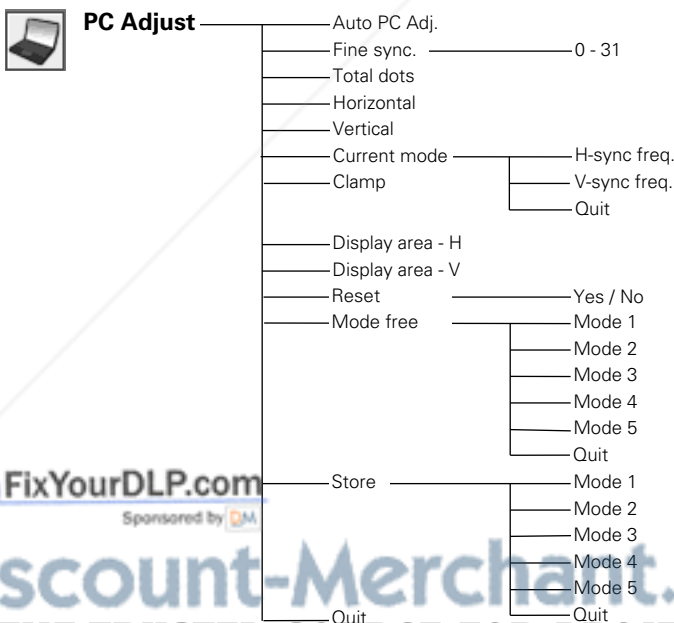 PC Adjust
Auto PC Adj.
Fine sync. 0 - 31
Total dots
Horizontal
Vertical
Current mode H-sync freq.
Clamp V-sync freq.
Quit
Display area - H
Display area - V
Reset Yes / No
Mode free Mode 1
Mode 2
Mode 3
Mode 4
Mode 5
Quit
FixYourDLP.com
Sponsored by DM
Store Mode 1
Mode 2
Mode 3
Mode 4
scount-Merchant.
Mode 5
Quit Quit